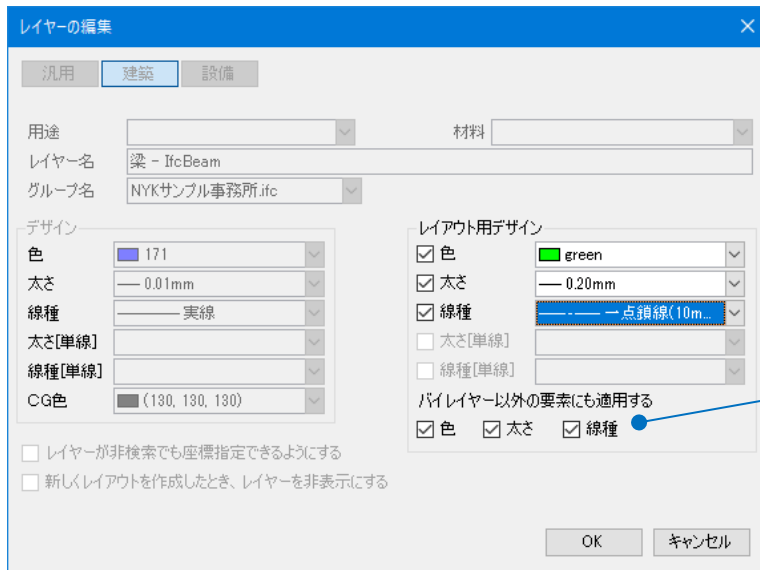 レイヤーの編集
汎用 建築 設備
用途 材料
レイヤー名 梁 - IfcBeam
グループ名 NYKサンプル事務所.ifc
デザイン
色 171
太さ 0.01mm
線種 実線
太さ[単線]
線種[単線]
CG色 (130, 130, 130)
レイアウト用デザイン
色 green
太さ 0.20mm
線種 一点鎖線(10m...
太さ[単線]
線種[単線]
バイレイヤー以外の要素にも適用する
色 太さ 線種
レイヤーが非検索でも座標指定できるようにする
新しくレイアウトを作成したとき、レイヤーを非表示にする
OK キャンセル